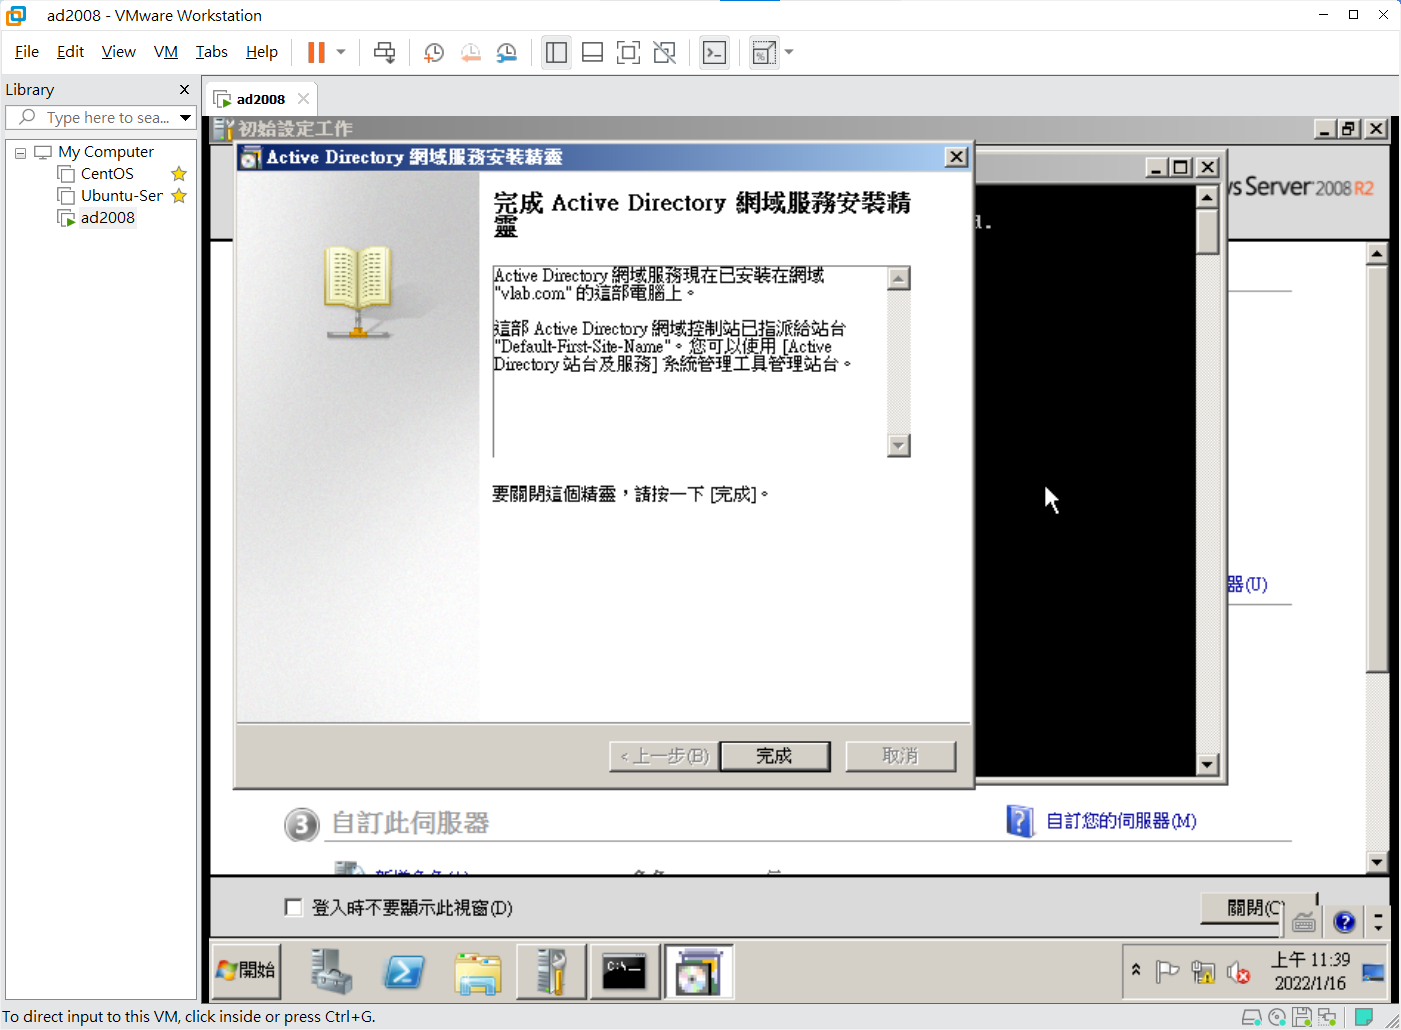 ad2008 - VMware Workstation
File Edit View VM Tabs Help
Library
Type here to sea...
My Computer
CentOS
Ubuntu-Ser
ad2008
ad2008
初始設定工作
Active Directory 網域服務安裝精靈
完成 Active Directory 網域服務安裝精
靈
Active Directory 網域服務現在已安裝在網域
"vlab.com" 的這部電腦上。
這部 Active Directory 網域控制站已指派給站台
"Default-First-Site-Name"。您可以使用 [Active
Directory 站台及服務] 系統管理工具管理站台。
要關閉這個精靈，請按一下 [完成]。
< 上一步(B) 完成 取消
d.
s Server 2008 R2
器(U)
3 自訂此伺服器
自訂您的伺服器(M)
登入時不要顯示此視窗(D)
關閉(C
開始
C:\_
上午 11:39
2022/1/16
To direct input to this VM, click inside or press Ctrl+G.